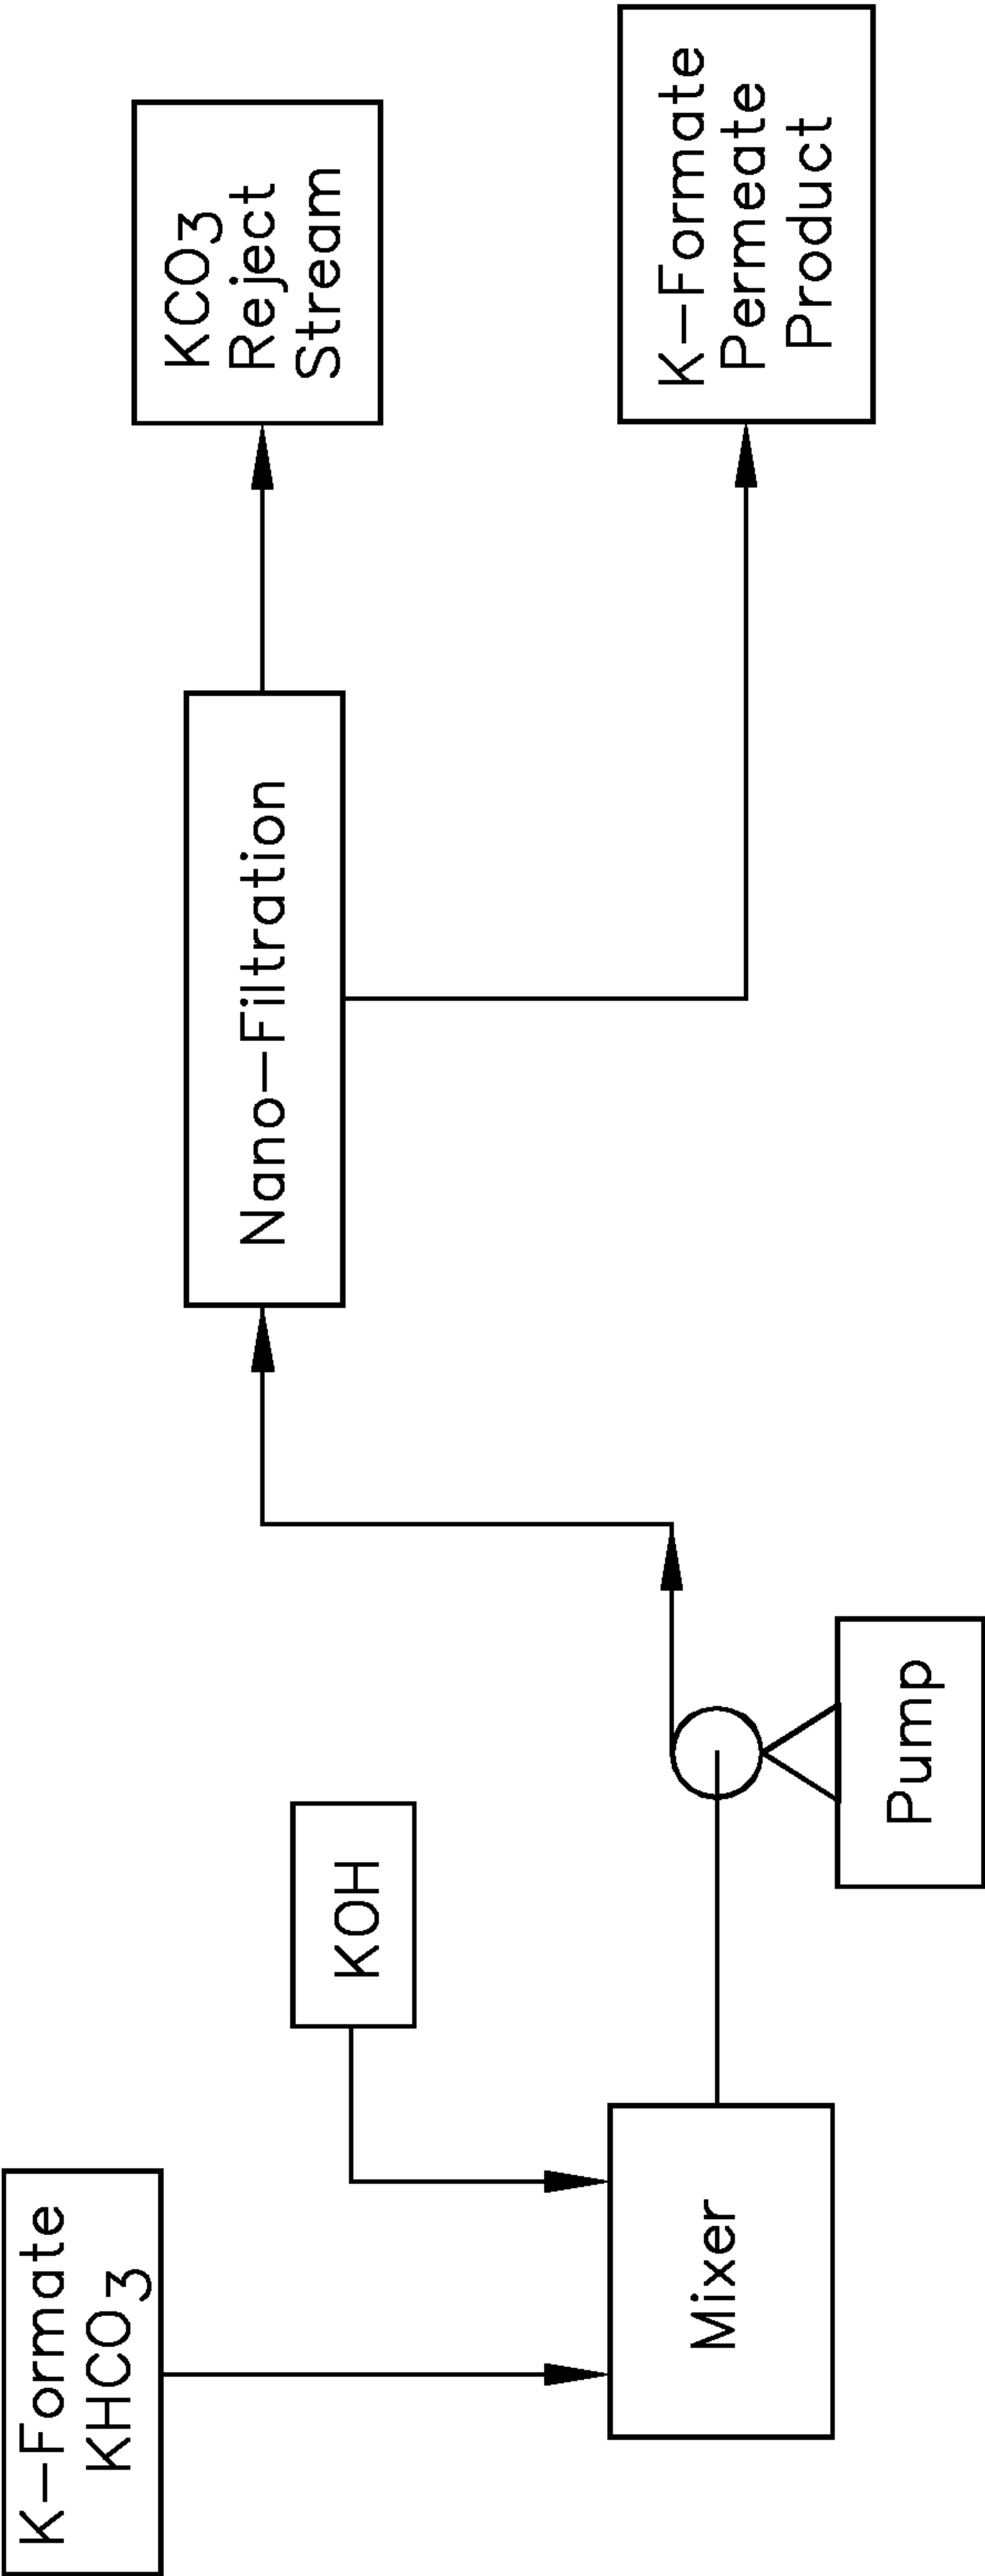 K–Formate
KHCO₃
KOH
Mixer
Pump
Nano–Filtration
KCO₃
Reject
Stream
K–Formate
Permeate
Product